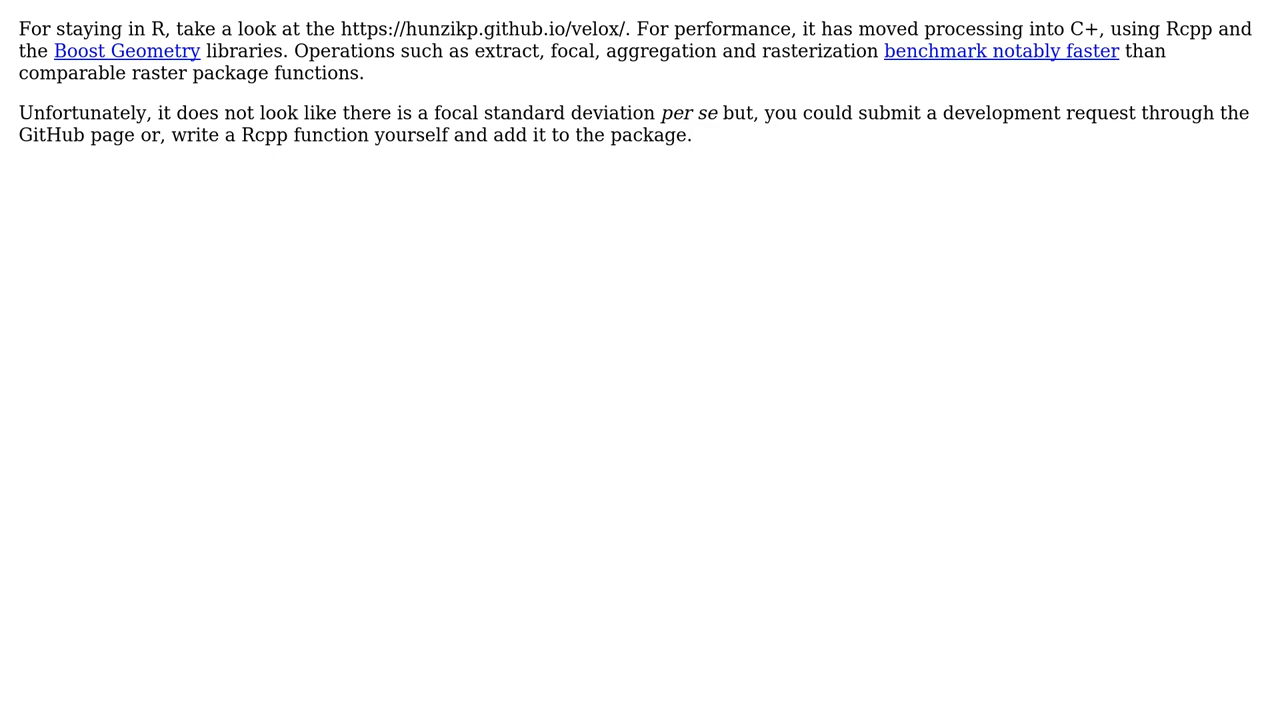 For staying in R, take a look at the https://hunzikp.github.io/velox/. For performance, it has moved processing into C+, using Rcpp and
the Boost Geometry libraries. Operations such as extract, focal, aggregation and rasterization benchmark notably faster than
comparable raster package functions.
Unfortunately, it does not look like there is a focal standard deviation per se but, you could submit a development request through the
GitHub page or, write a Rcpp function yourself and add it to the package.